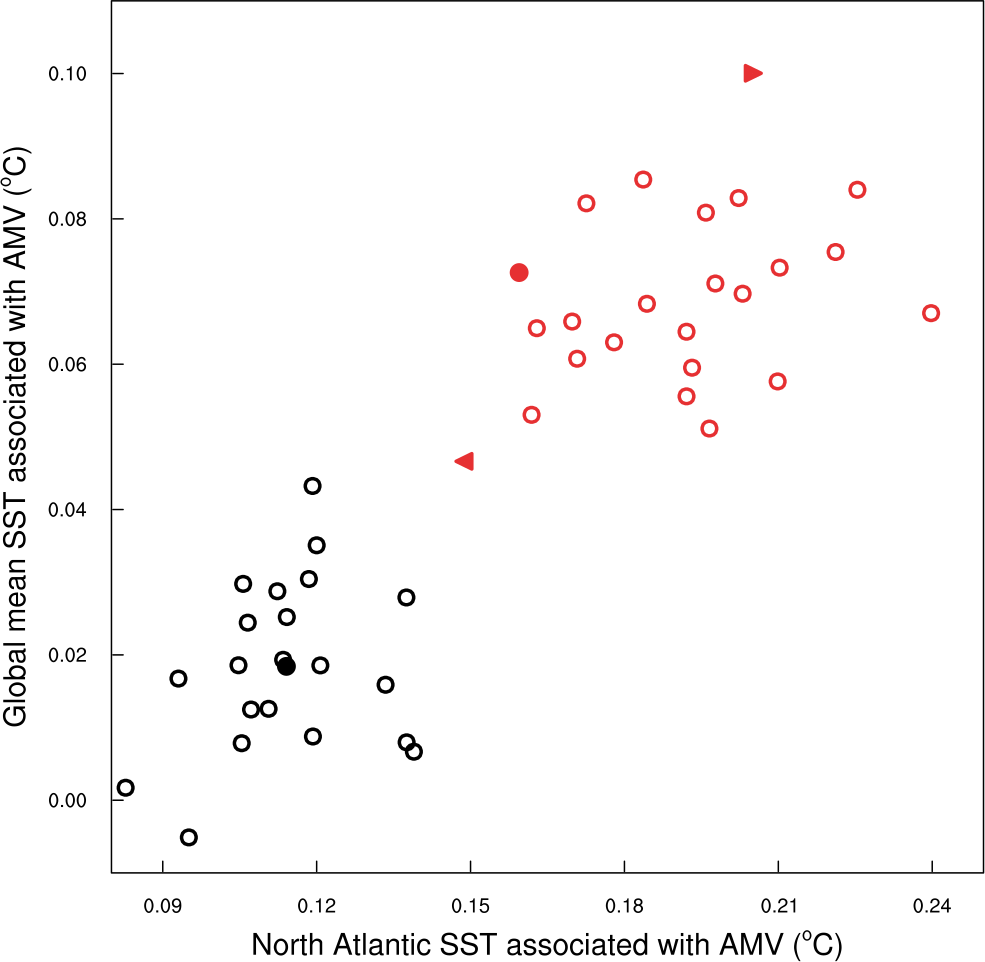 0.10
0.08
0.06
0.04
0.02
0.00
Global mean SST associated with AMV (°C)
0.09 0.12 0.15 0.18 0.21 0.24
North Atlantic SST associated with AMV (°C)